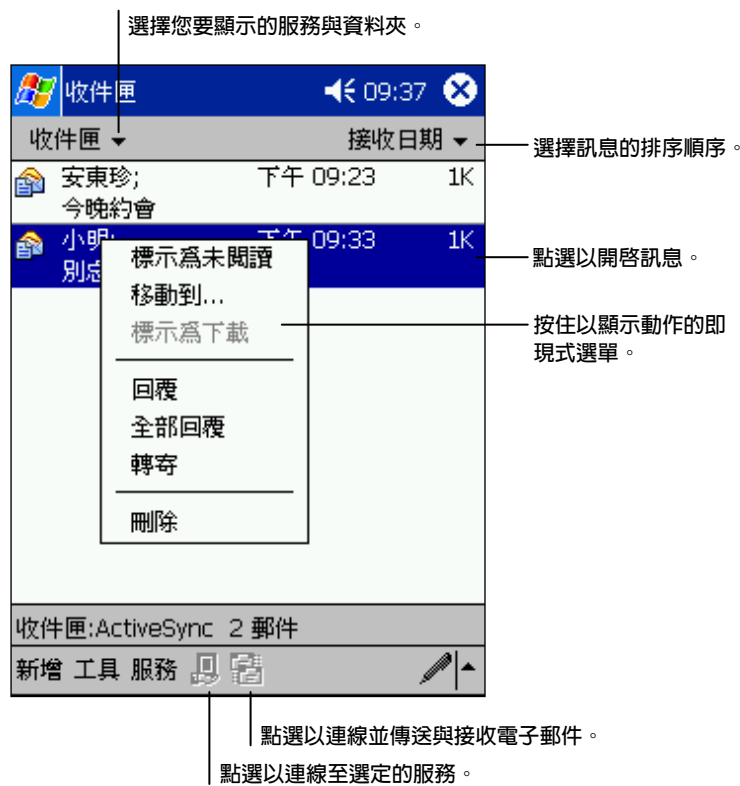 選擇您要顯示的服務與資料夾。
收件匣 09:37
收件匣 接收日期
選擇訊息的排序順序。
安東珍; 下午 09:23 1K
今晚約會
小明; 下午 09:33 1K
別忘
點選以開啓訊息。
標示爲未閱讀
移動到...
標示爲下載
按住以顯示動作的即
現式選單。
回覆
全部回覆
轉寄
刪除
收件匣:ActiveSync 2 郵件
新增 工具 服務
點選以連線並傳送與接收電子郵件。
點選以連線至選定的服務。